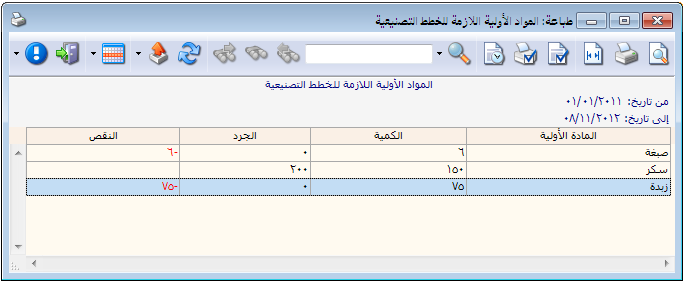 طباعة: المواد الأولية اللازمة للخطط التصنيعية
المواد الأولية اللازمة للخطط التصنيعية
من تاريخ: ٠١/٠١/٢٠١١
إلى تاريخ: ٠٨/١١/٢٠١٢
المادة الأولية الكمية الجرد النقص
صبغة ٦ ٠ -٦
سكر ١٥٠ ٢٠٠
زبدة ٧٥ ٠ -٧٥